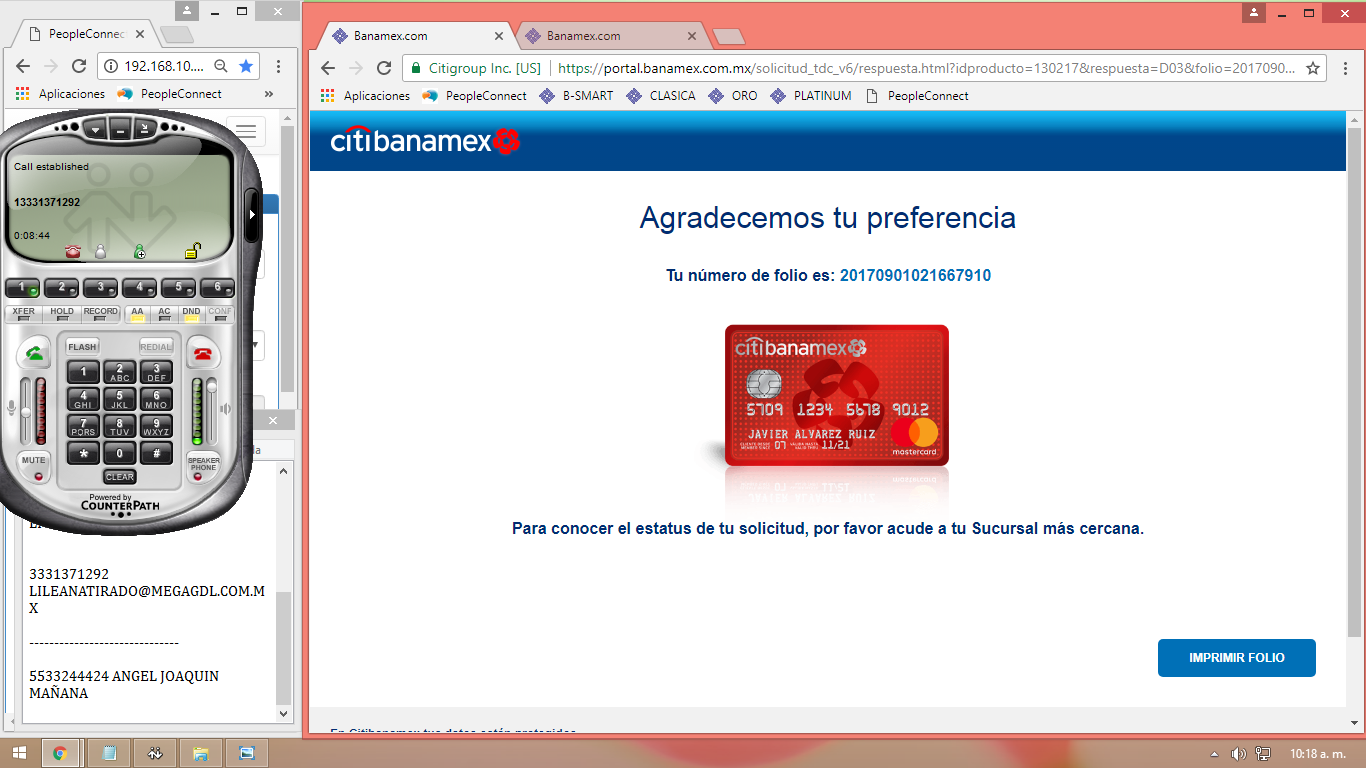 PeopleConnec
192.168.10....
Aplicaciones
PeopleConnect
»
Call established
13331371292
0:08:44
1 2 3 4 5 6
XFER HOLD RECORD AA AC DND CONF
FLASH REDIAL
1 2 3
ABC DEF
4 5 6
GHI JKL MNO
7 8 9
PQRS TUV WXYZ
* 0 #
MUTE
SPEAKER
PHONE
CLEAR
Powered by
COUNTERPATH
3331371292
LILEANATIRADO@MEGAGDL.COM.M
X
------------------------------
5533244424 ANGEL JOAQUIN
MAÑANA
Banamex.com
Banamex.com
Citigroup Inc. [US]
https://portal.banamex.com.mx/solicitud_tdc_v6/respuesta.html?idproducto=130217&respuesta=D03&folio=2017090...
Aplicaciones PeopleConnect B-SMART CLASICA ORO PLATINUM PeopleConnect
citibanamex
Agradecemos tu preferencia
Tu número de folio es: 20170901021667910
citibanamex
5709 1234 5678 9012
JAVIER ALVAREZ RUIZ
07 11/21
mastercard
Para conocer el estatus de tu solicitud, por favor acude a tu Sucursal más cercana.
IMPRIMIR FOLIO
En Citibanamex tus datos están protegidos
10:18 a. m.